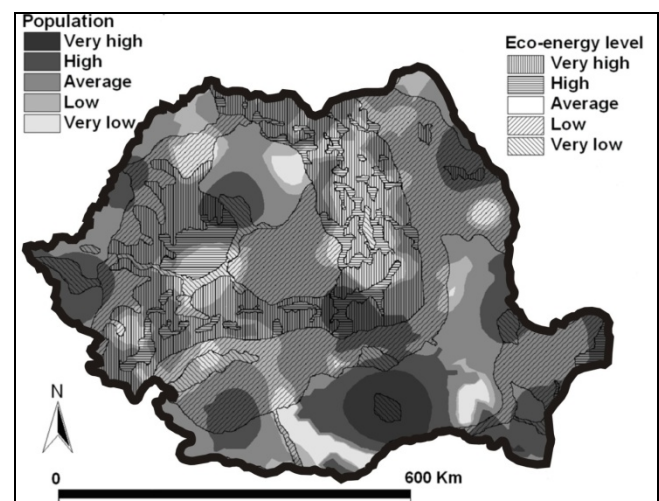 Population
Very high
High
Average
Low
Very low
Eco-energy level
Very high
High
Average
Low
Very low
N
0
600 Km